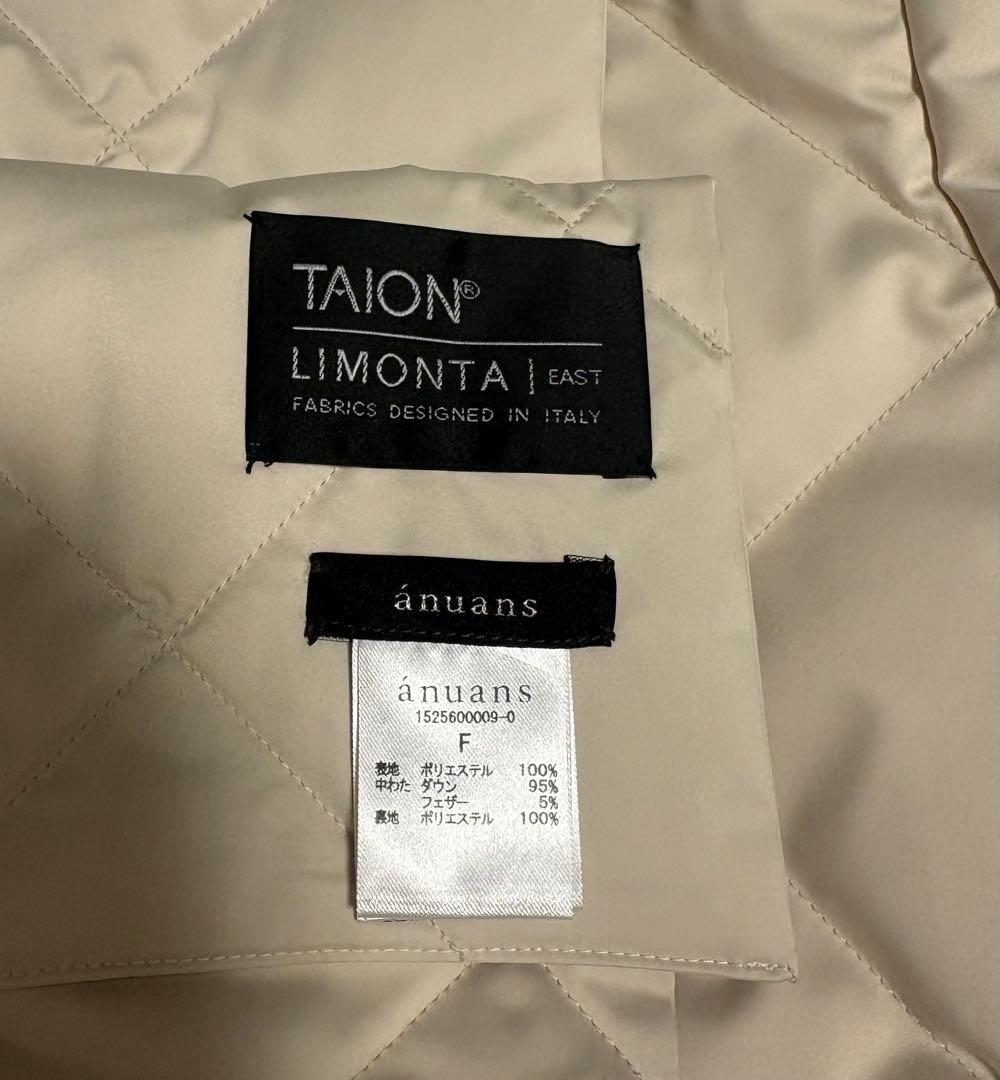 TAION®
LIMONTA | EAST
FABRICS DESIGNED IN ITALY
ánuans
ánuans
1525600009-0
F
表地 ポリエステル 100%
中わた ダウン 95%
フェザー 5%
裏地 ポリエステル 100%